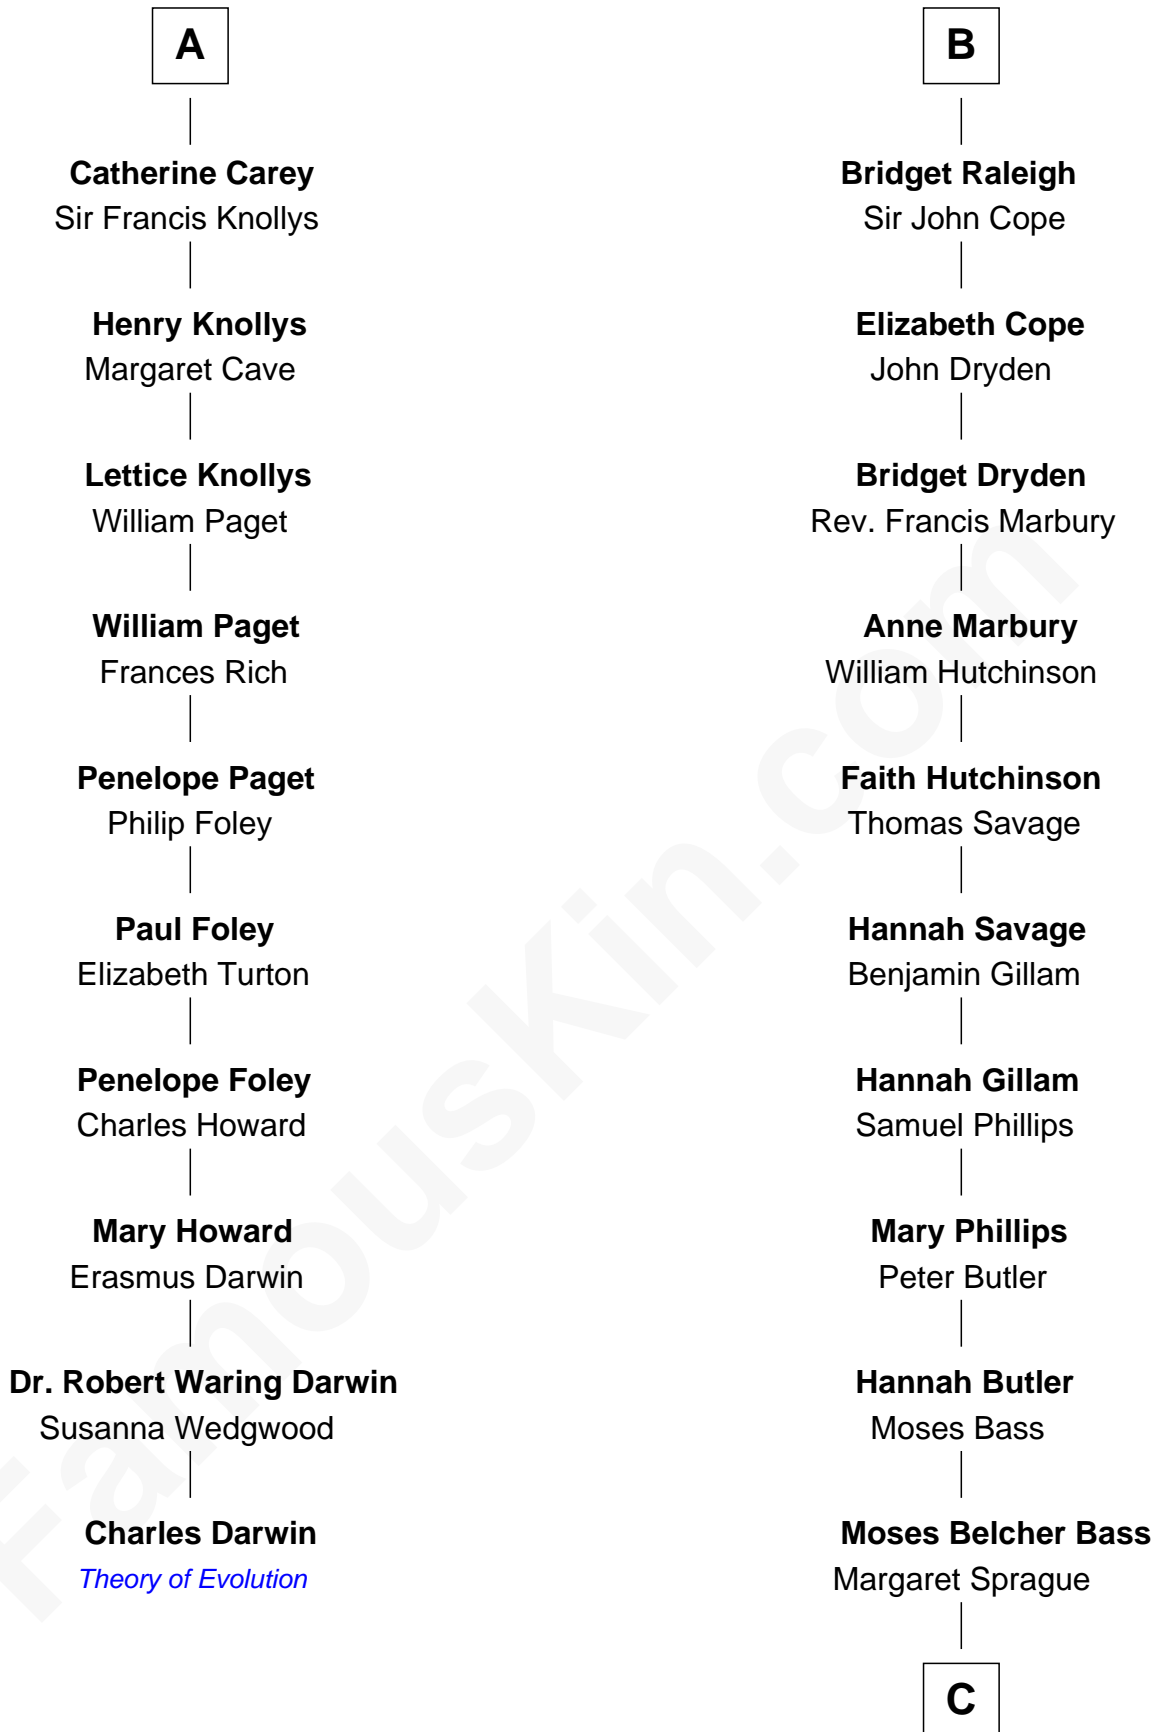 A
Catherine Carey
Sir Francis Knollys
Henry Knollys
Margaret Cave
Lettice Knollys
William Paget
William Paget
Frances Rich
Penelope Paget
Philip Foley
Paul Foley
Elizabeth Turton
Penelope Foley
Charles Howard
Mary Howard
Erasmus Darwin
Dr. Robert Waring Darwin
Susanna Wedgwood
Charles Darwin
Theory of Evolution
B
Bridget Raleigh
Sir John Cope
Elizabeth Cope
John Dryden
Bridget Dryden
Rev. Francis Marbury
Anne Marbury
William Hutchinson
Faith Hutchinson
Thomas Savage
Hannah Savage
Benjamin Gillam
Hannah Gillam
Samuel Phillips
Mary Phillips
Peter Butler
Hannah Butler
Moses Bass
Moses Belcher Bass
Margaret Sprague
C
FamousKin.com